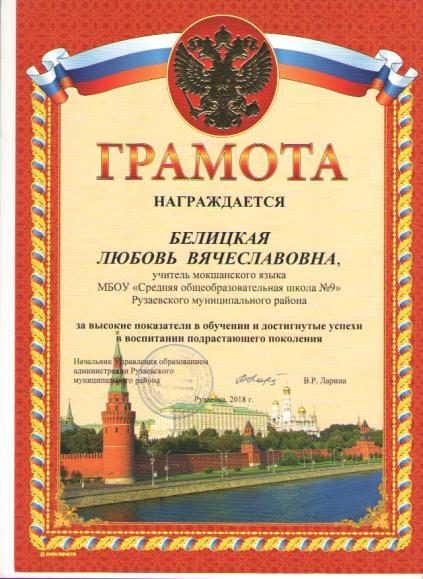 ГРАМОТА
НАГРАЖДАЕТСЯ
БЕЛИЦКАЯ
ЛЮБОВЬ ВЯЧЕСЛАВОВНА,
учитель мокшанского языка
МБОУ «Средняя общеобразовательная школа №9»
Рузаевского муниципального района
за высокие показатели в обучении и достигнутые успехи
в воспитании подрастающего поколения
Начальник Управления образованием
администрации Рузаевского
муниципального района
В.Р. Ларина
Рузаевка, 2018 г.